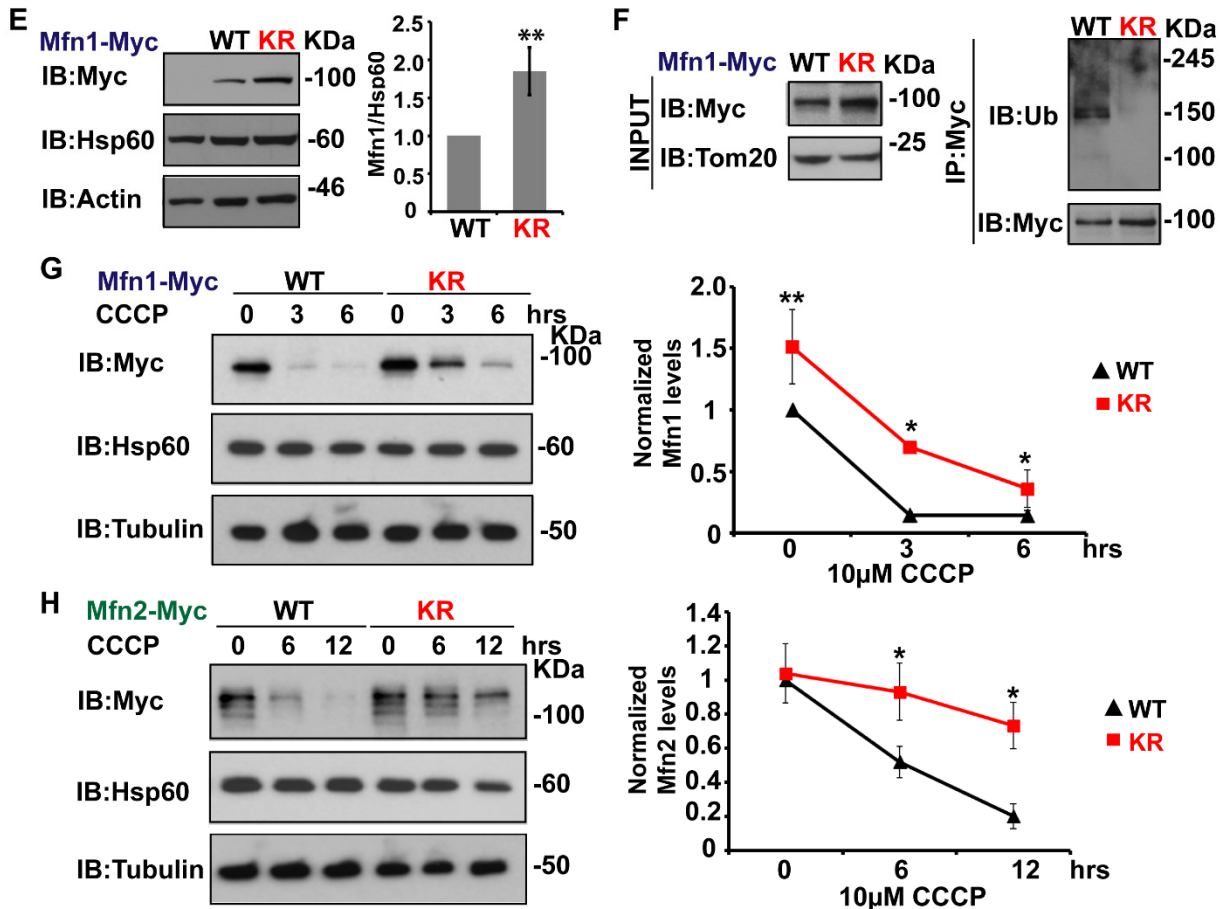 E
Mfn1-Myc WT KR KDa
IB:Myc -100
IB:Hsp60 -60
IB:Actin -46
Mfn1/Hsp60
2.5
2.0
1.5
1.0
0.5
0
**
WT KR
F
Mfn1-Myc WT KR KDa
INPUT
IB:Myc -100
IB:Tom20 -25
WT KR KDa
IP:Myc
-245
IB:Ub -150
-100
IB:Myc -100
G
Mfn1-Myc WT KR
CCCP 0 3 6 0 3 6 hrs
KDa
IB:Myc -100
IB:Hsp60 -60
IB:Tubulin -50
Normalized
Mfn1 levels
2.0
1.5
1
0.5
0
** * *
WT
KR
0 3 6 hrs
10µM CCCP
H
Mfn2-Myc WT KR
CCCP 0 6 12 0 6 12 hrs
KDa
IB:Myc -100
IB:Hsp60 -60
IB:Tubulin -50
Normalized
Mfn2 levels
1.4
1.2
1
0.8
0.6
0.4
0.2
0
* *
WT
KR
0 6 12 hrs
10µM CCCP